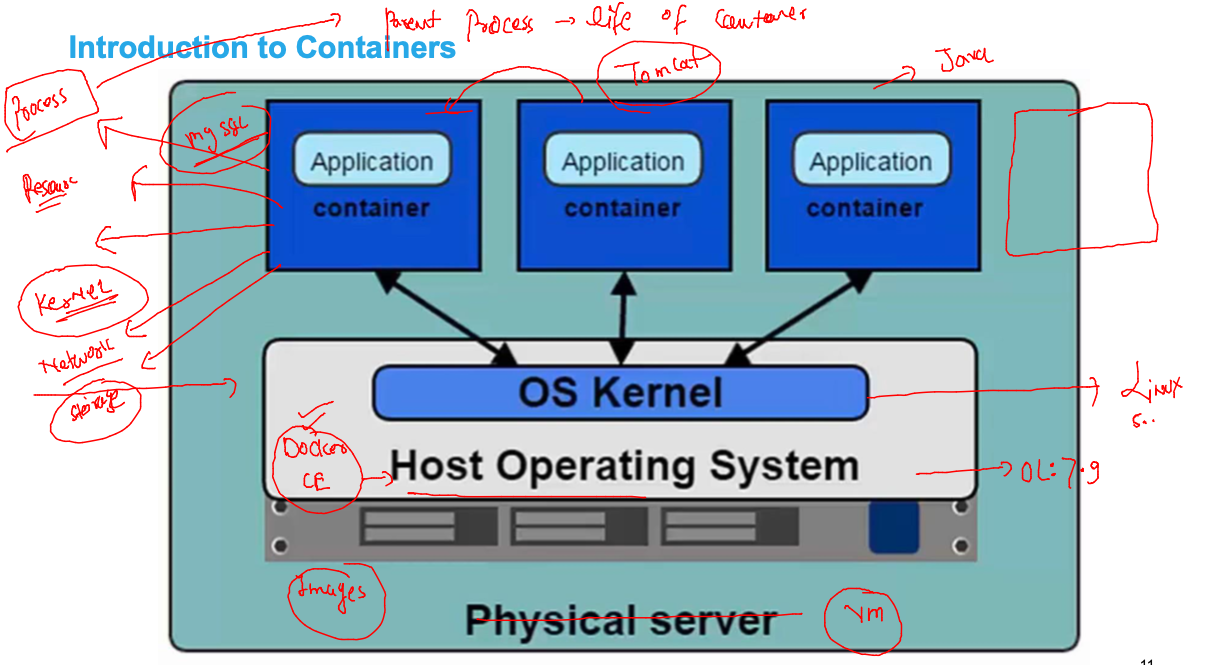 Parent Process → life of container
Introduction to Containers
Tomcat
Java
Process
mysql
Application
container
Application
container
Application
container
Kernel
Network
Storage
OS Kernel
Linux
5..
Docker
CE
Host Operating System
OL: 7.9
Images
Physical server
VM
11